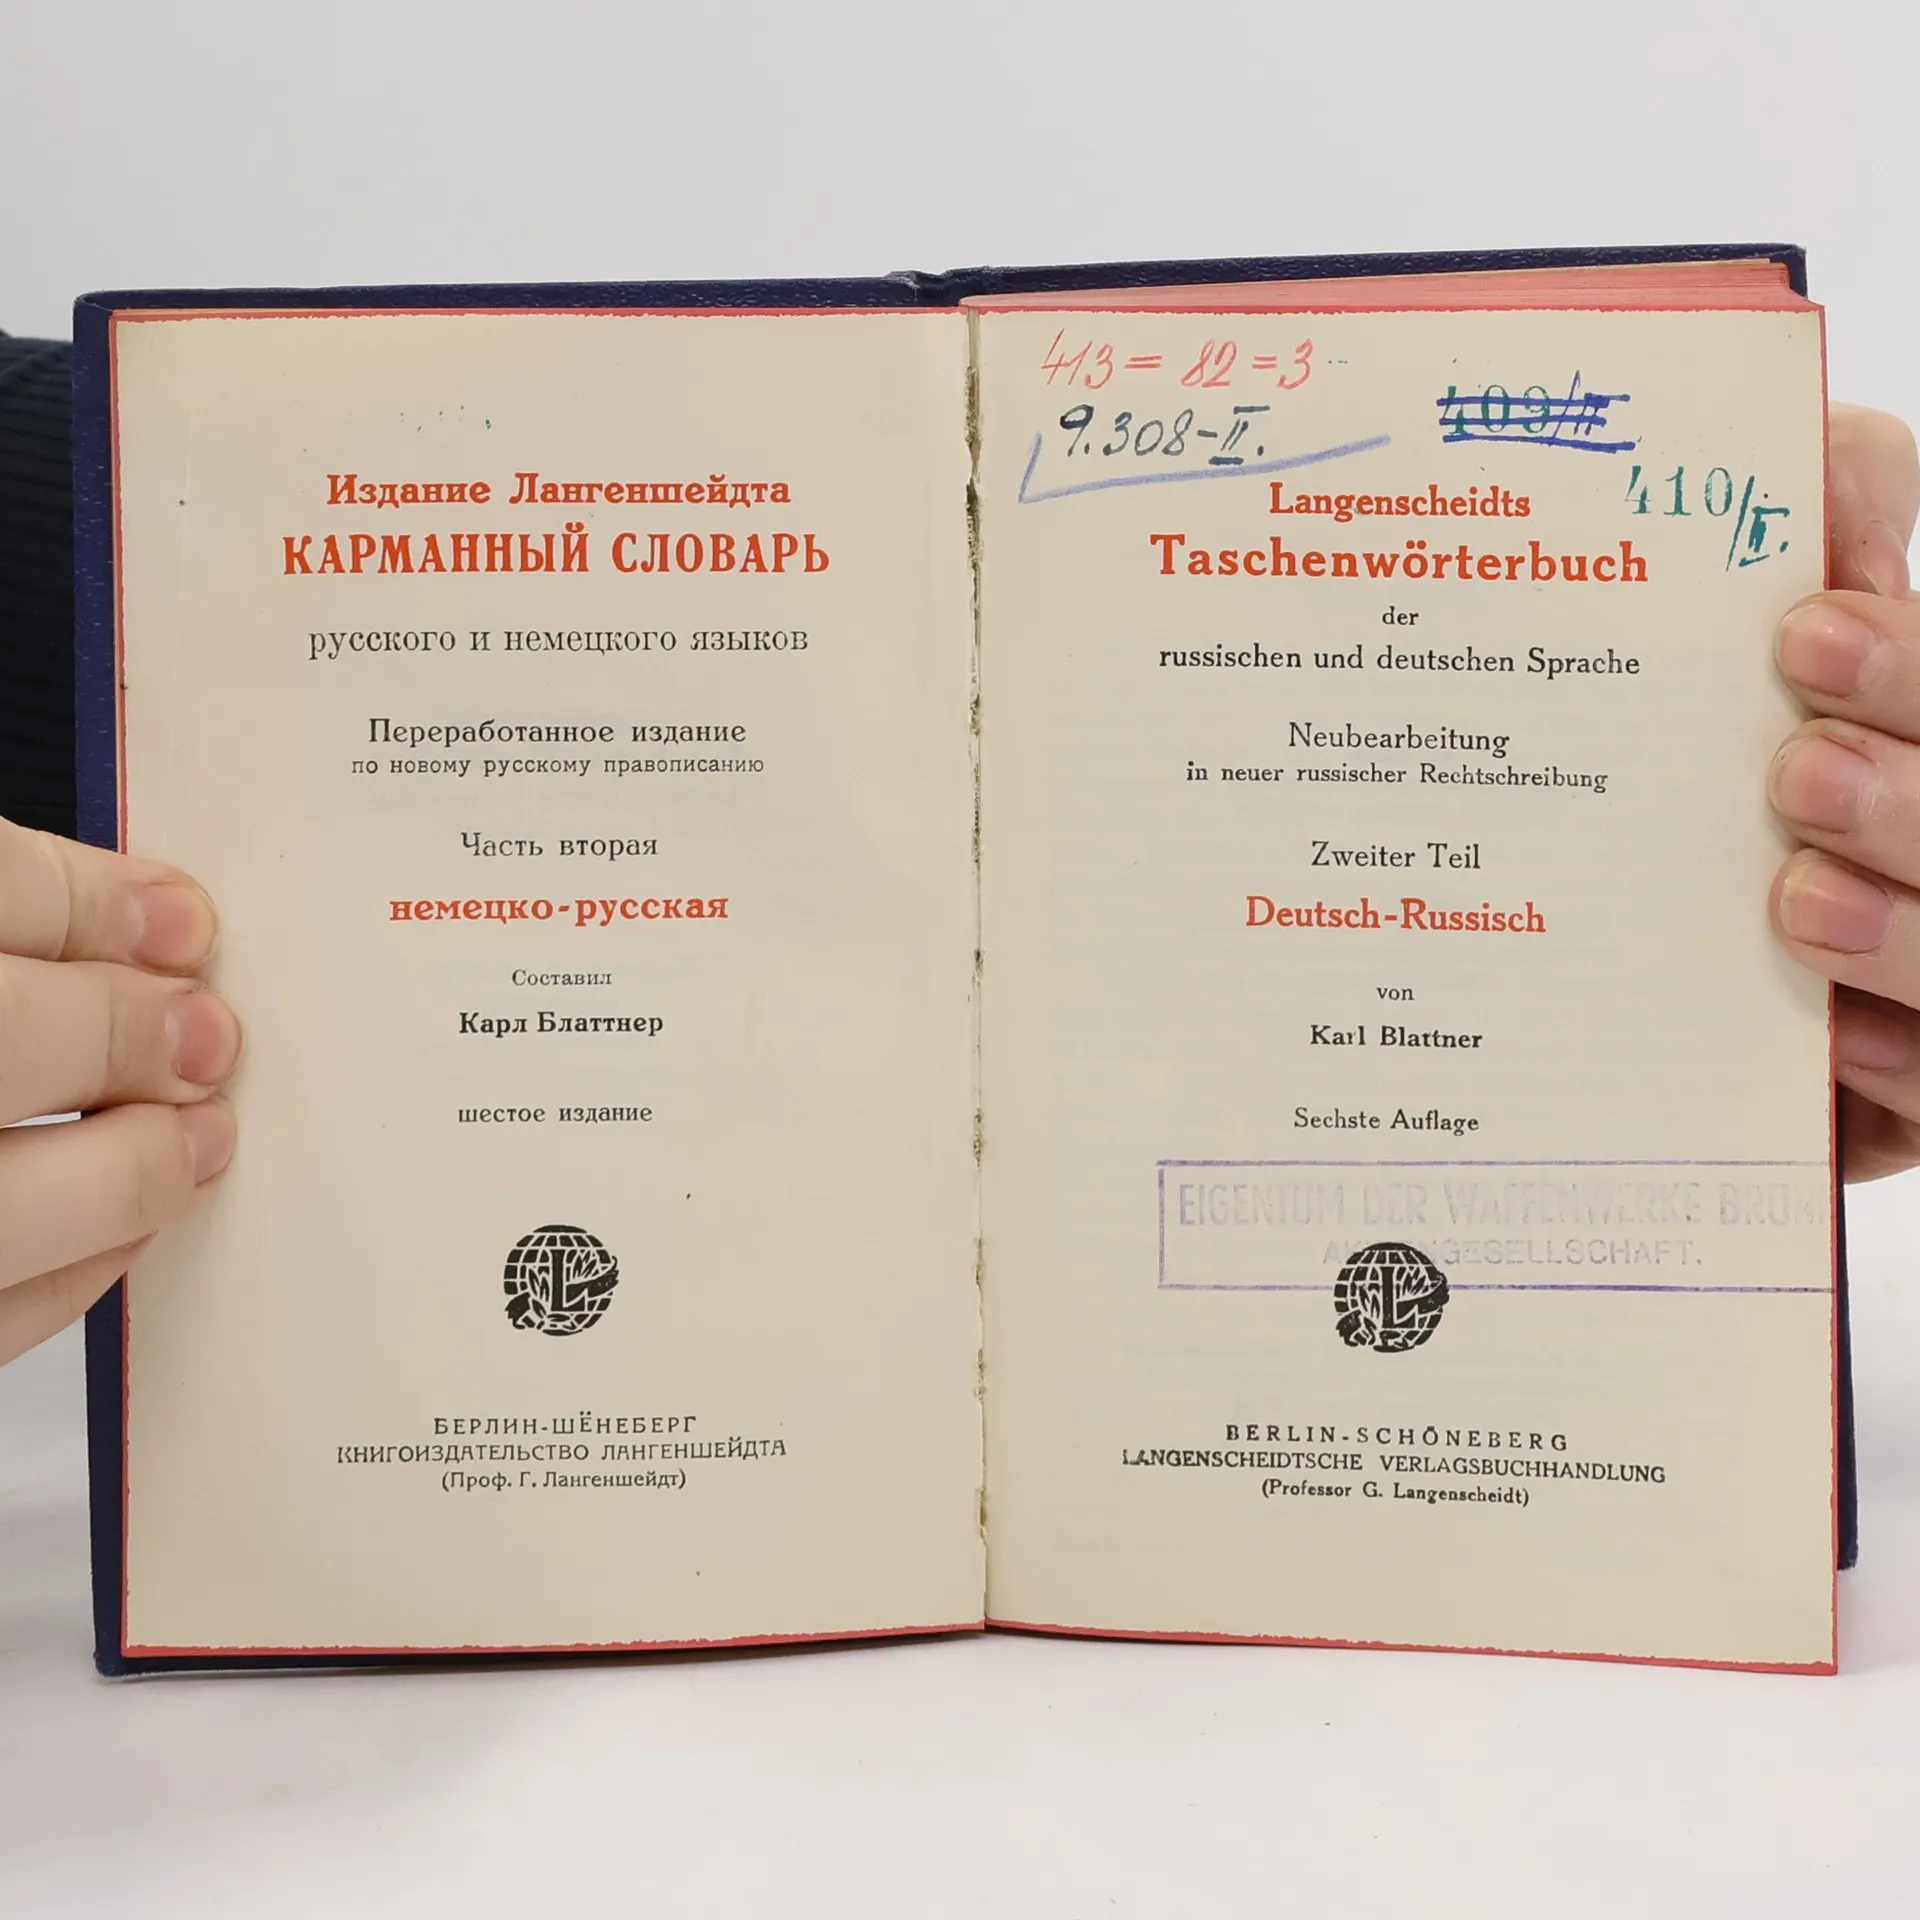 Издание Лангеншейдта
КАРМАННЫЙ СЛОВАРЬ
русского и немецкого языков
Переработанное издание
по новому русскому правописанию
Часть вторая
немецко-русская
Составил
Карл Блаттнер
шестое издание
L
БЕРЛИН-ШЁНЕБЕРГ
КНИГОИЗДАТЕЛЬСТВО ЛАНГЕНШЕЙДТА
(Проф. Г. Лангеншейдт)
413 = 82 = 3
9.308-II.
409/II
410/II.
Langenscheidts
Taschenwörterbuch
der
russischen und deutschen Sprache
Neubearbeitung
in neuer russischer Rechtschreibung
Zweiter Teil
Deutsch-Russisch
von
Karl Blattner
Sechste Auflage
EIGENTUM DER WAFFENWERKE
AKTIENGESELLSCHAFT.
L
BERLIN-SCHÖNEBERG
LANGENSCHEIDTSCHE VERLAGSBUCHHANDLUNG
(Professor G. Langenscheidt)